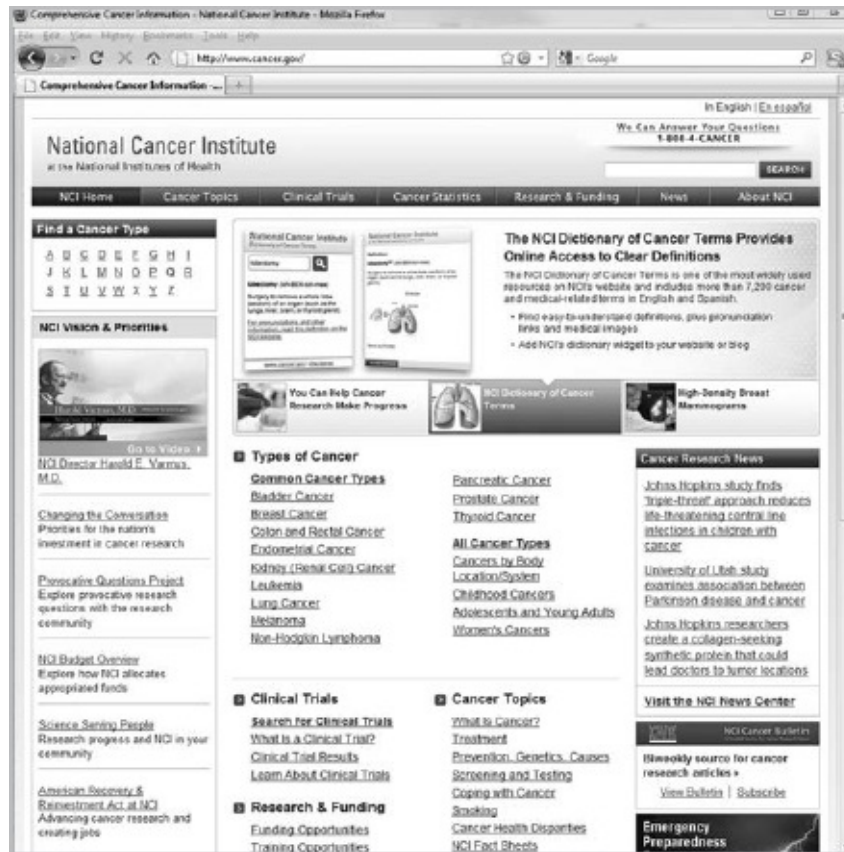 Comprehensive Cancer Information - National Cancer Institute - Mozilla Firefox
File Edit View History Bookmarks Tools Help
http://www.cancer.gov/
Google
Comprehensive Cancer Information -...
In English | En español
National Cancer Institute
at the National Institutes of Health
We Can Answer Your Questions
1-800-4-CANCER
SEARCH
NCI Home Cancer Topics Clinical Trials Cancer Statistics Research & Funding News About NCI
Find a Cancer Type
A B C D E F G H I
J K L M N O P Q R
S T U V W X Y Z
NCI Vision & Priorities
Harold Varmus, M.D.
Go to Video
NCI Director Harold E. Varmus,
M.D.
Changing the Conversation
Priorities for the nation's
investment in cancer research
Provocative Questions Project
Explore provocative research
questions with the research
community
NCI Budget Overview
Explore how NCI allocates
appropriated funds
Science Serving People
Research progress and NCI in your
community
American Recovery &
Reinvestment Act at NCI
Advancing cancer research and
creating jobs
National Cancer Institute
Dictionary of Cancer Terms
National Cancer Institute
The NCI Dictionary of Cancer Terms Provides
Online Access to Clear Definitions
The NCI Dictionary of Cancer Terms is one of the most widely used
resources on NCI's website and includes more than 7,200 cancer
and medical-related terms in English and Spanish.
• Find easy-to-understand definitions, plus pronunciation
links and medical images
• Add NCI's dictionary widget to your website or blog
You Can Help Cancer
Research Make Progress
NCI Dictionary of Cancer
Terms
High-Density Breast
Mammograms
Types of Cancer
Common Cancer Types
Bladder Cancer
Breast Cancer
Colon and Rectal Cancer
Endometrial Cancer
Kidney (Renal Cell) Cancer
Leukemia
Lung Cancer
Melanoma
Non-Hodgkin Lymphoma
Pancreatic Cancer
Prostate Cancer
Thyroid Cancer
All Cancer Types
Cancers by Body
Location/System
Childhood Cancers
Adolescents and Young Adults
Women's Cancers
Clinical Trials
Search for Clinical Trials
What Is a Clinical Trial?
Clinical Trial Results
Learn About Clinical Trials
Research & Funding
Funding Opportunities
Training Opportunities
Cancer Topics
What Is Cancer?
Treatment
Prevention, Genetics, Causes
Screening and Testing
Coping with Cancer
Smoking
Cancer Health Disparities
NCI Fact Sheets
Cancer Research News
Johns Hopkins study finds
'triple-threat' approach reduces
life-threatening central line
infections in children with
cancer
University of Utah study
examines association between
Parkinson disease and cancer
Johns Hopkins researchers
create a collagen-seeking
synthetic protein that could
lead doctors to tumor locations
Visit the NCI News Center
NCI Cancer Bulletin
Biweekly source for cancer
research articles »
View Bulletin | Subscribe
Emergency
Preparedness